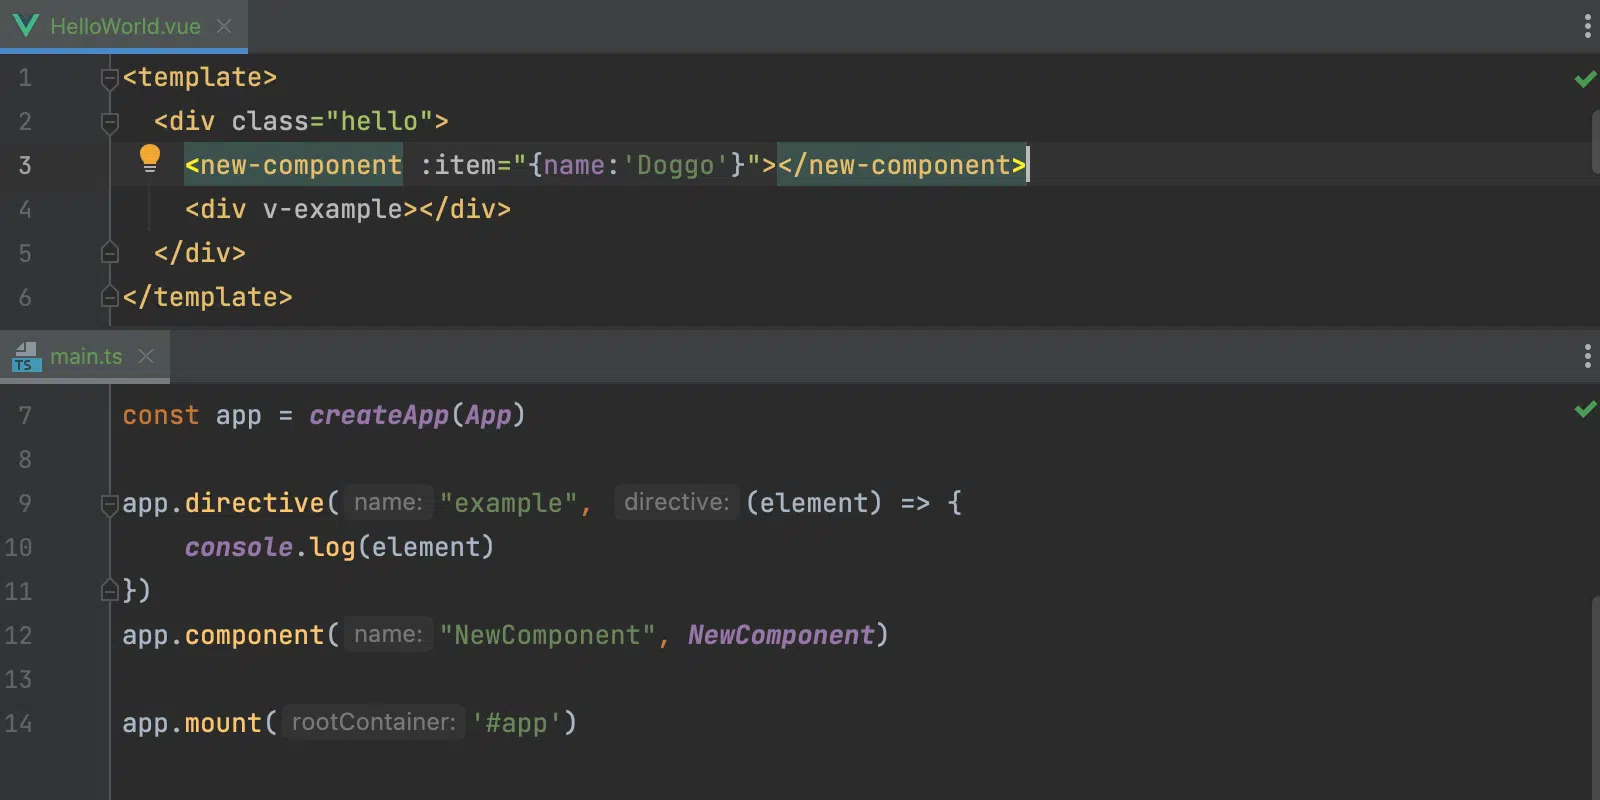 HelloWorld.vue
1 <template>
2 <div class="hello">
3 <new-component :item="{name:'Doggo'}"></new-component>
4 <div v-example></div>
5 </div>
6 </template>
TS main.ts
7 const app = createApp(App)
8
9 app.directive( name: "example", directive: (element) => {
10 console.log(element)
11 })
12 app.component( name: "NewComponent", NewComponent)
13
14 app.mount( rootContainer: '#app')